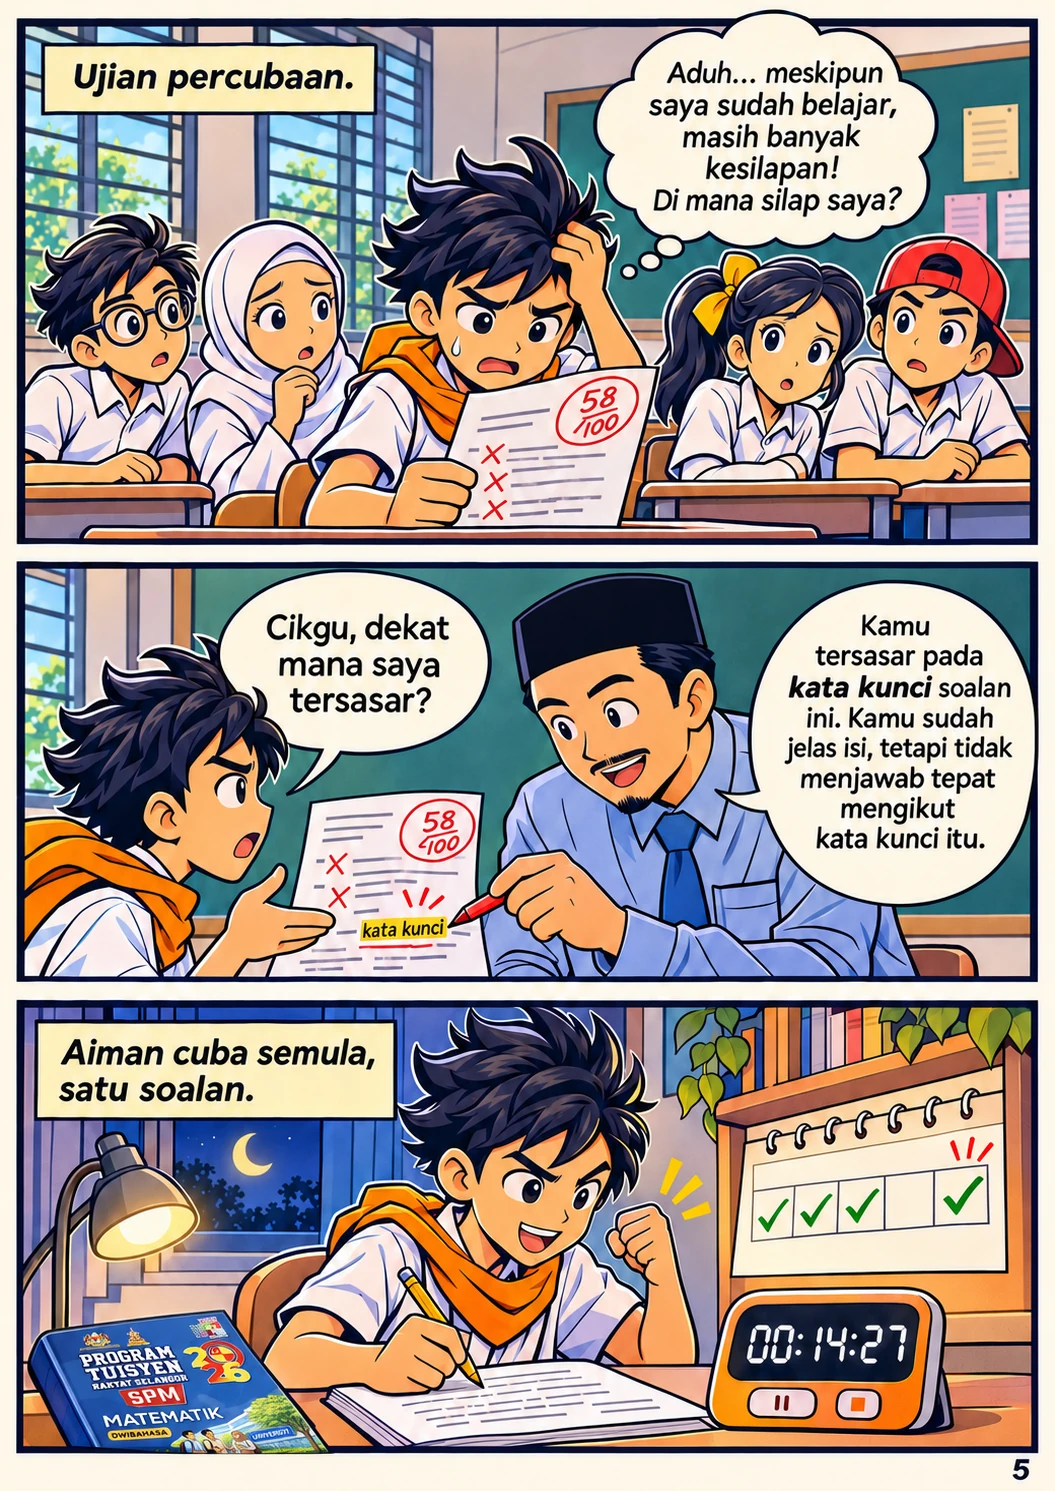 Ujian percubaan.
Aduh... meskipun
saya sudah belajar,
masih banyak
kesilapan!
Di mana silap saya?
58
/100
Cikgu, dekat
mana saya
tersasar?
Kamu
tersasar pada
kata kunci soalan
ini. Kamu sudah
jelas isi, tetapi tidak
menjawab tepat
mengikut
kata kunci itu.
58
/100
kata kunci
Aiman cuba semula,
satu soalan.
PROGRAM
TUISYEN
RAKYAT SELANGOR
2026
SPM
MATEMATIK
DWIBAHASA
00:14:27
5